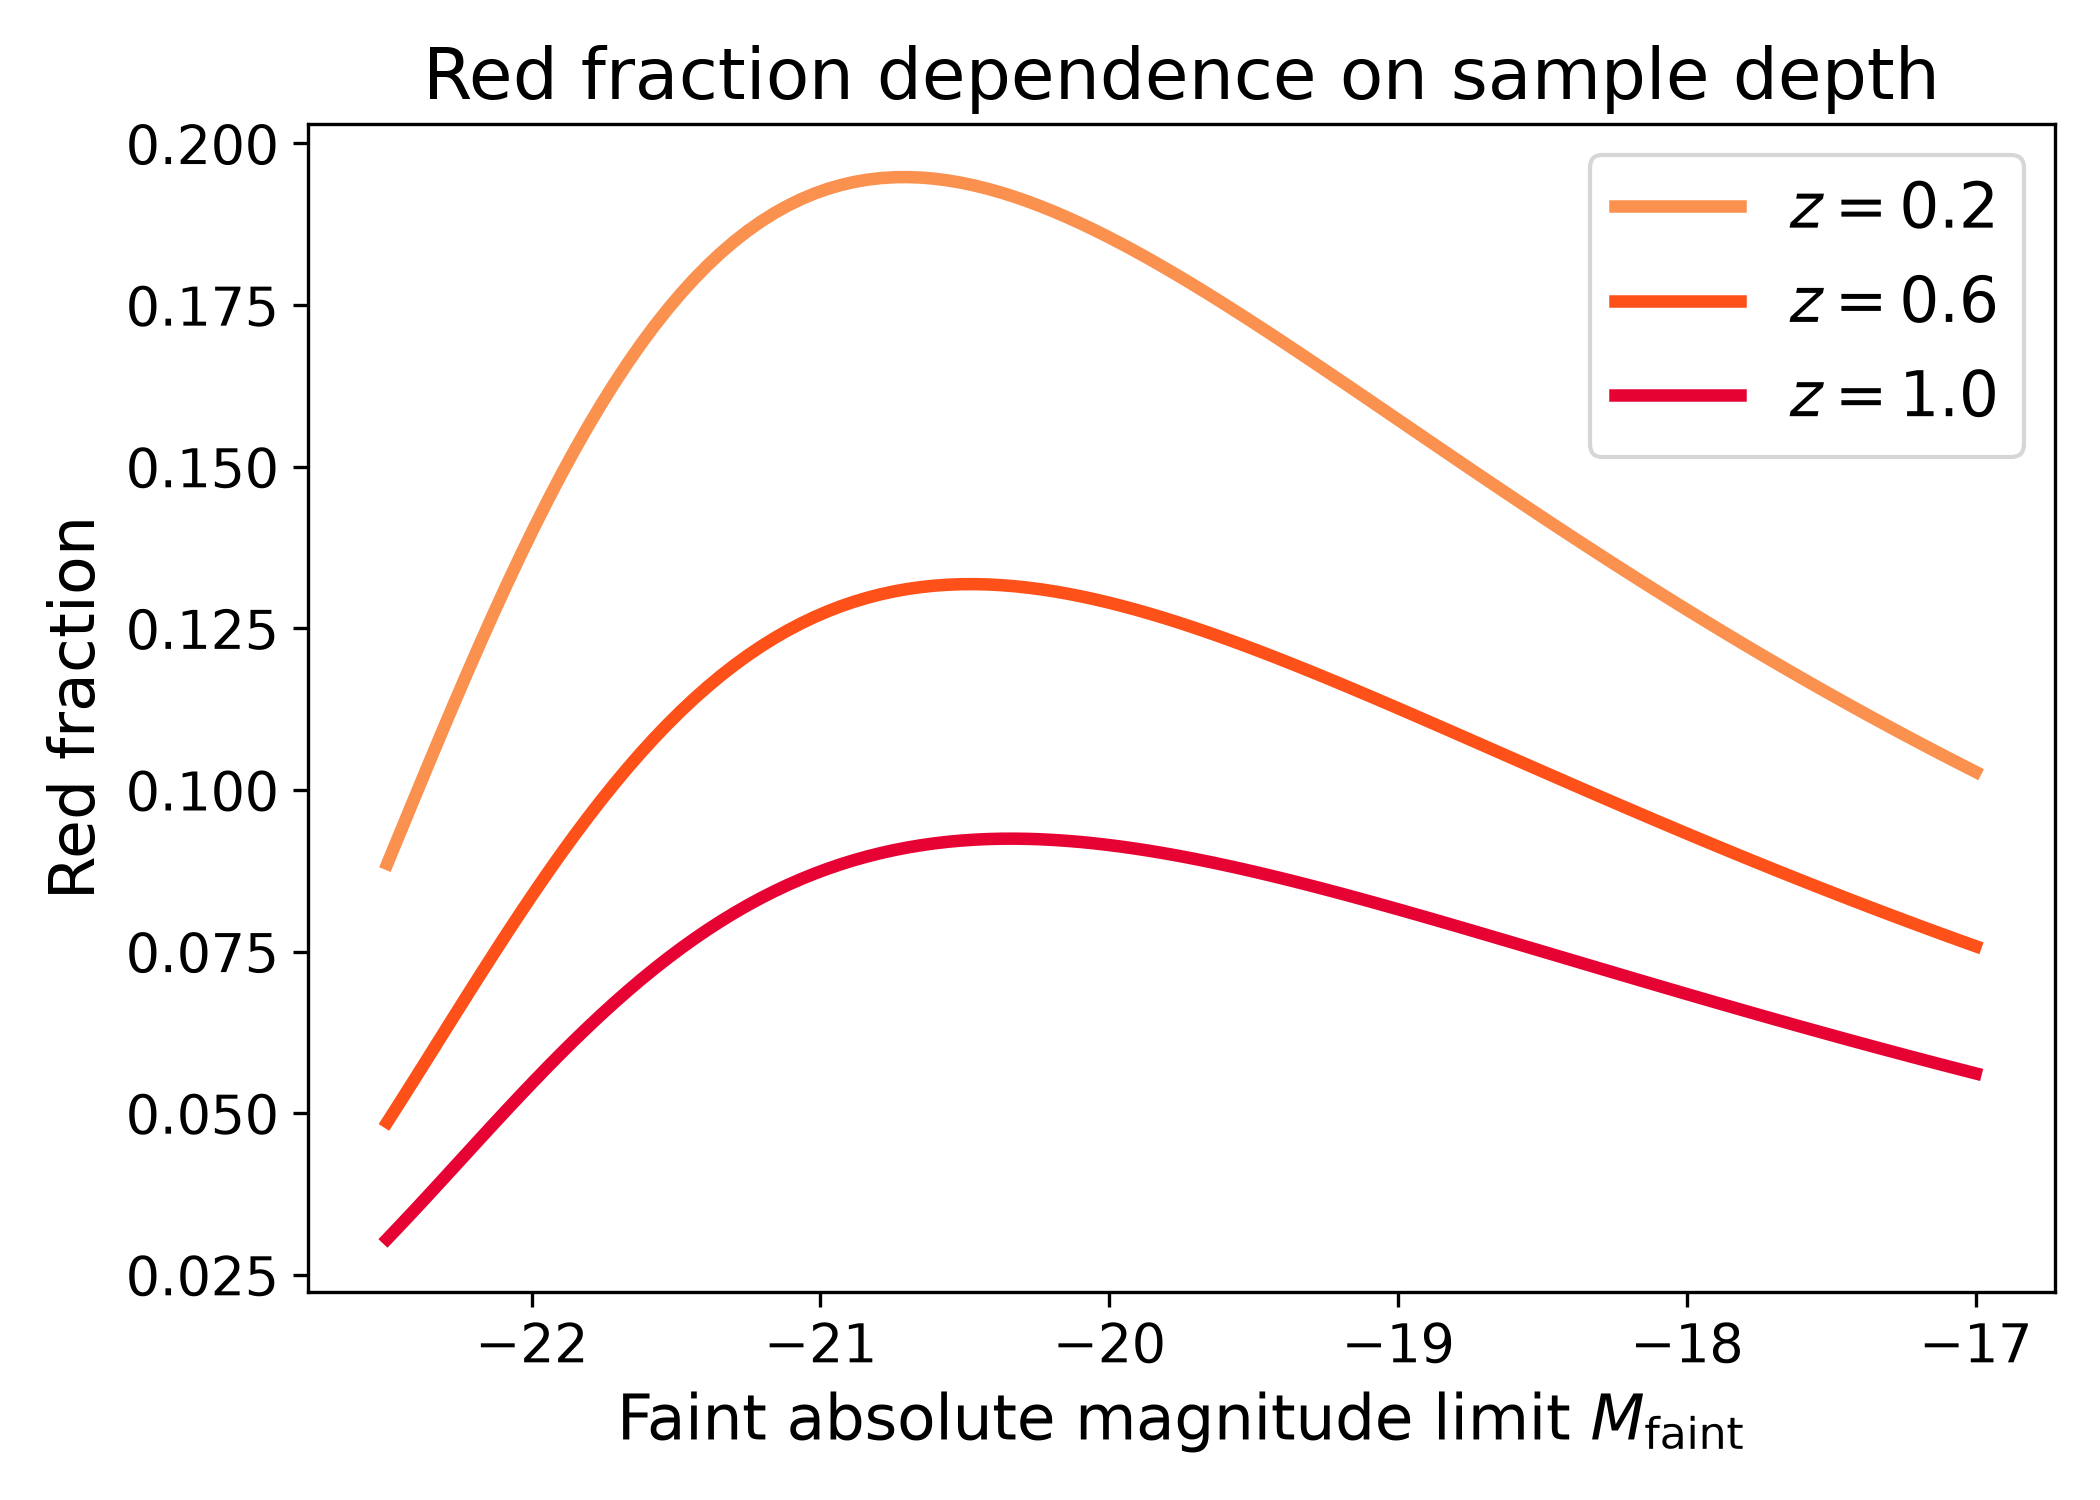 Red fraction dependence on sample depth
0.200
0.175
0.150
0.125
0.100
0.075
0.050
0.025
Red fraction
z = 0.2
z = 0.6
z = 1.0
−22 −21 −20 −19 −18 −17
Faint absolute magnitude limit M_faint